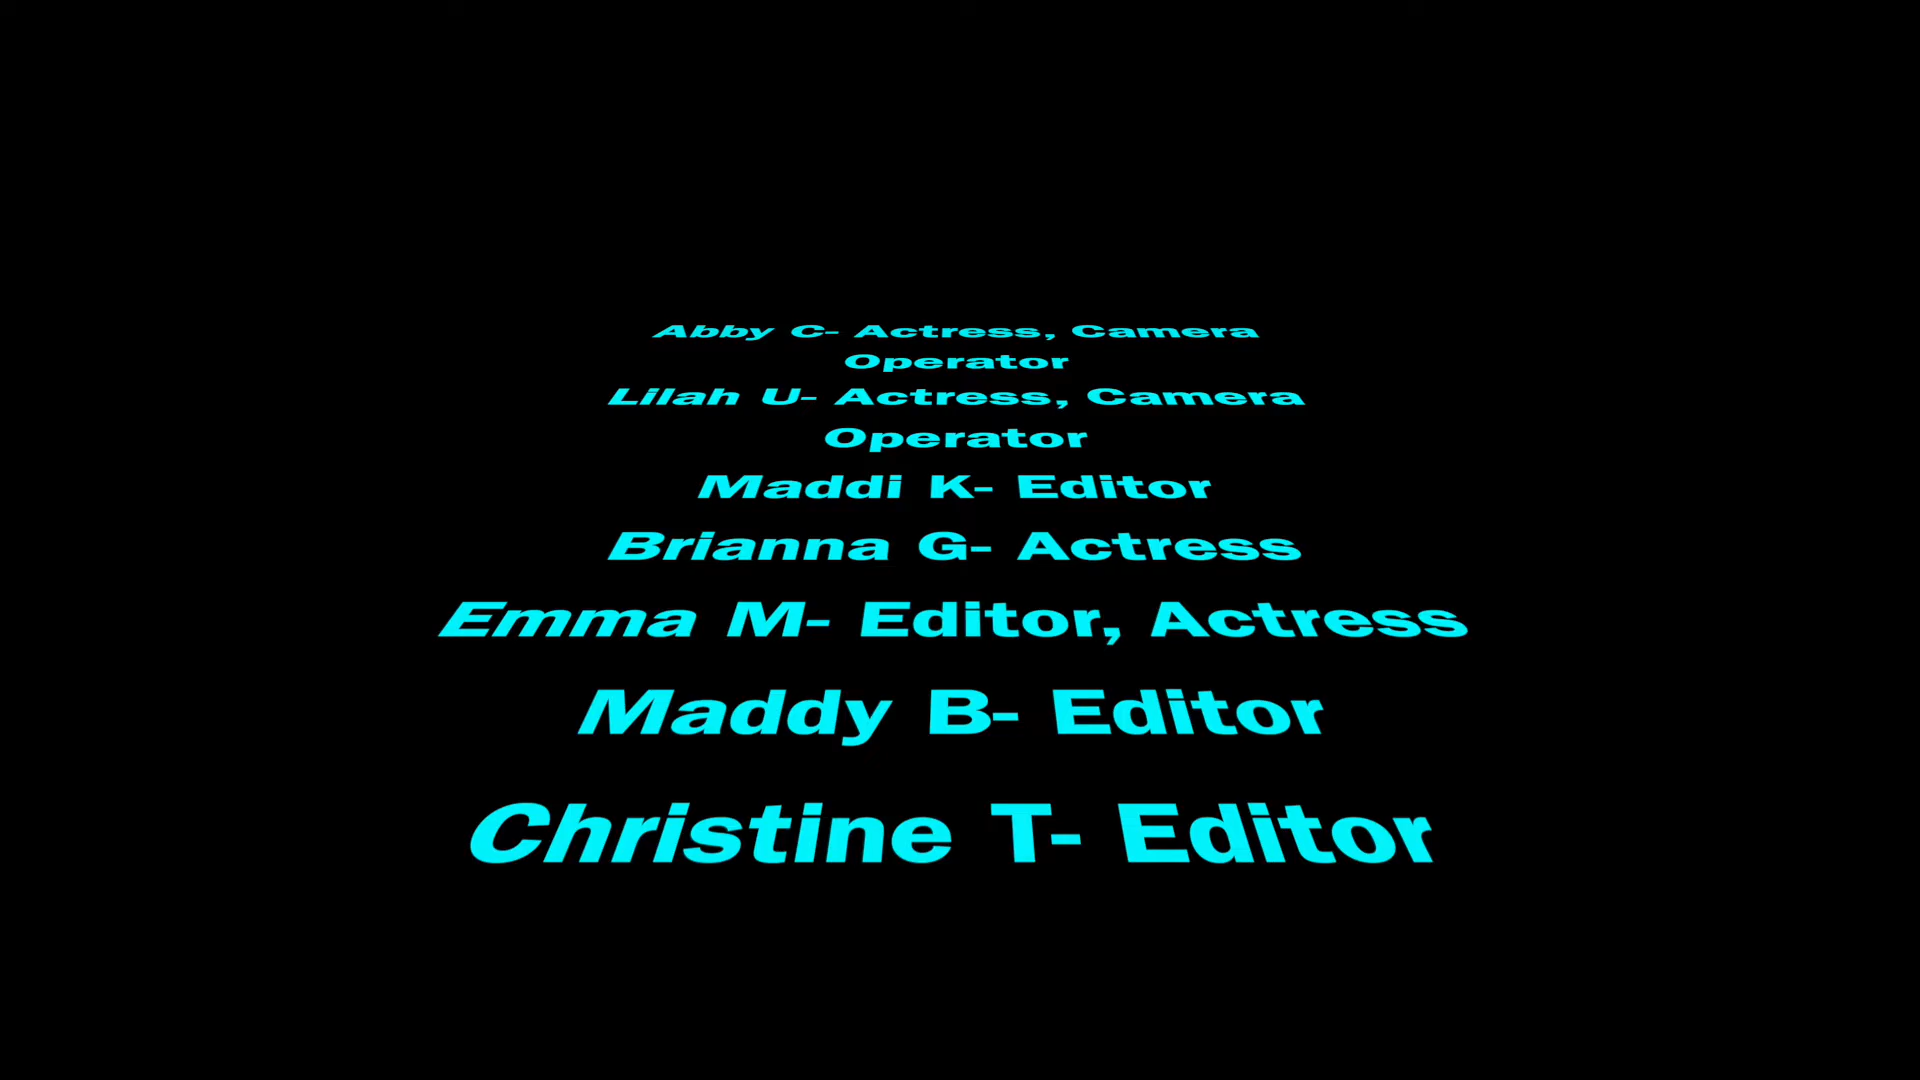 Abby C- Actress, Camera
Operator
Lilah U- Actress, Camera
Operator
Maddi K- Editor
Brianna G- Actress
Emma M- Editor, Actress
Maddy B- Editor
Christine T- Editor